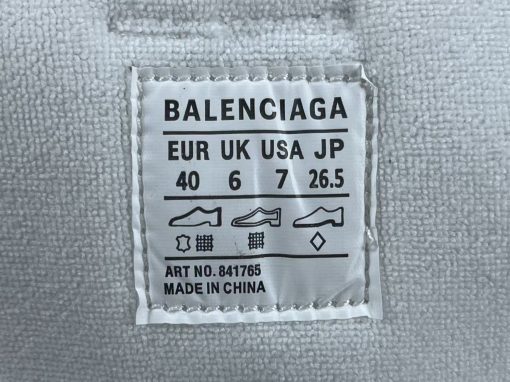 BALENCIAGA
EUR UK USA JP
40 6 7 26.5
ART NO. 841765
MADE IN CHINA